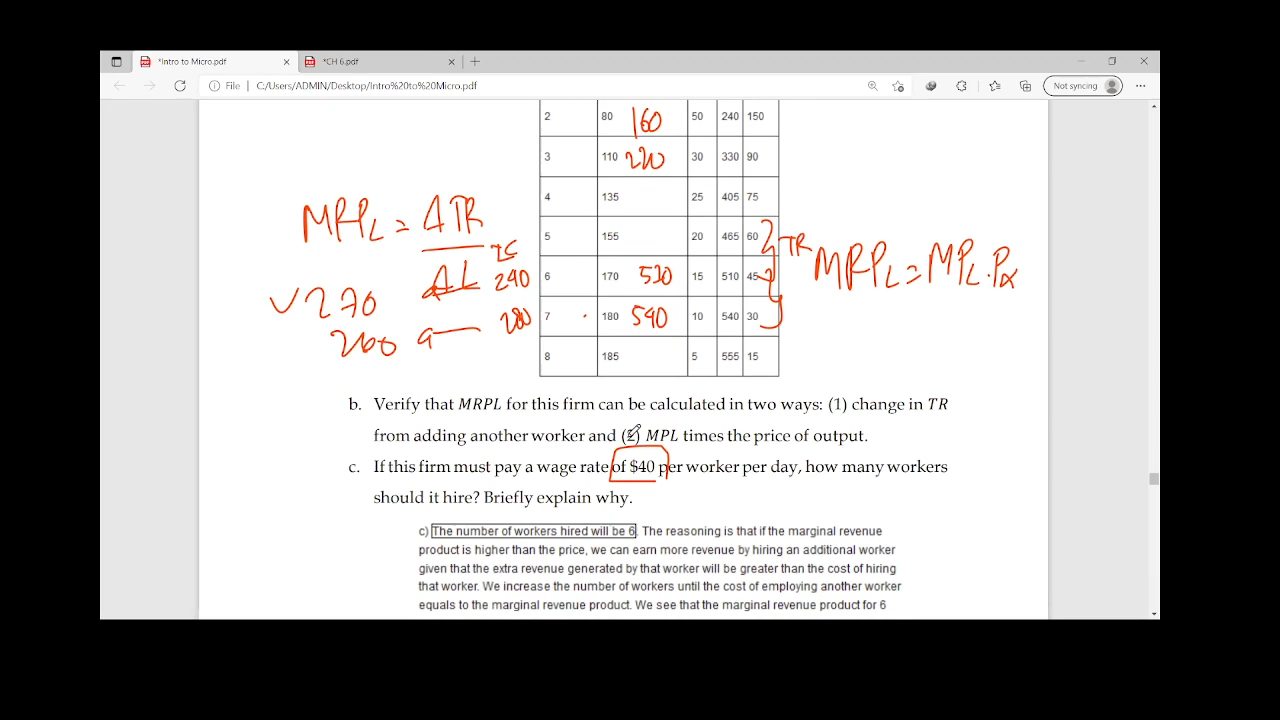 *Intro to Micro.pdf
*CH 6.pdf
File
C:/Users/ADMIN/Desktop/Intro%20to%20Micro.pdf
Not syncing
2 80 160 50 240 150
3 110 220 30 330 90
4 135 25 405 75
5 155 20 465 60
6 170 530 15 510 45
7 180 590 10 540 30
8 185 5 555 15
MRPL = ΔTR
ΔL
240
270
260
200
TR
MRPL = MPL.Px
b. Verify that MRPL for this firm can be calculated in two ways: (1) change in TR
from adding another worker and (2) MPL times the price of output.
c. If this firm must pay a wage rate of $40 per worker per day, how many workers
should it hire? Briefly explain why.
c) The number of workers hired will be 6. The reasoning is that if the marginal revenue
product is higher than the price, we can earn more revenue by hiring an additional worker
given that the extra revenue generated by that worker will be greater than the cost of hiring
that worker. We increase the number of workers until the cost of employing another worker
equals to the marginal revenue product. We see that the marginal revenue product for 6